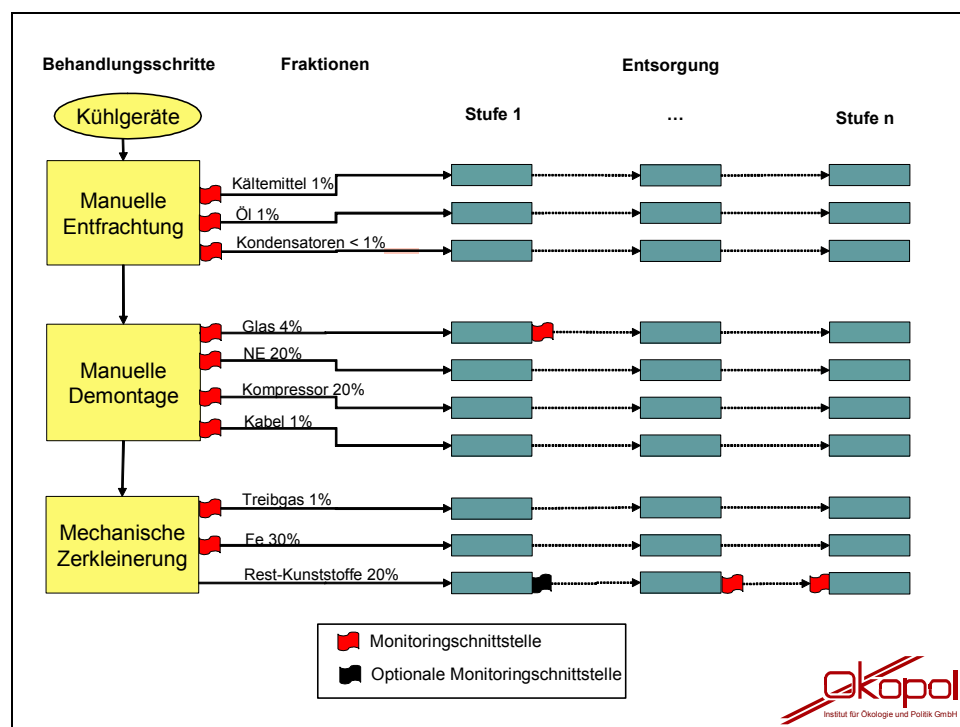 Behandlungsschritte
Fraktionen
Entsorgung
Stufe 1
...
Stufe n
Kühlgeräte
Manuelle
Entfrachtung
Kältemittel 1%
Öl 1%
Kondensatoren < 1%
Manuelle
Demontage
Glas 4%
NE 20%
Kompressor 20%
Kabel 1%
Mechanische
Zerkleinerung
Treibgas 1%
Fe 30%
Rest-Kunststoffe 20%
Monitoringschnittstelle
Optionale Monitoringschnittstelle
Ökopol
Institut für Ökologie und Politik GmbH